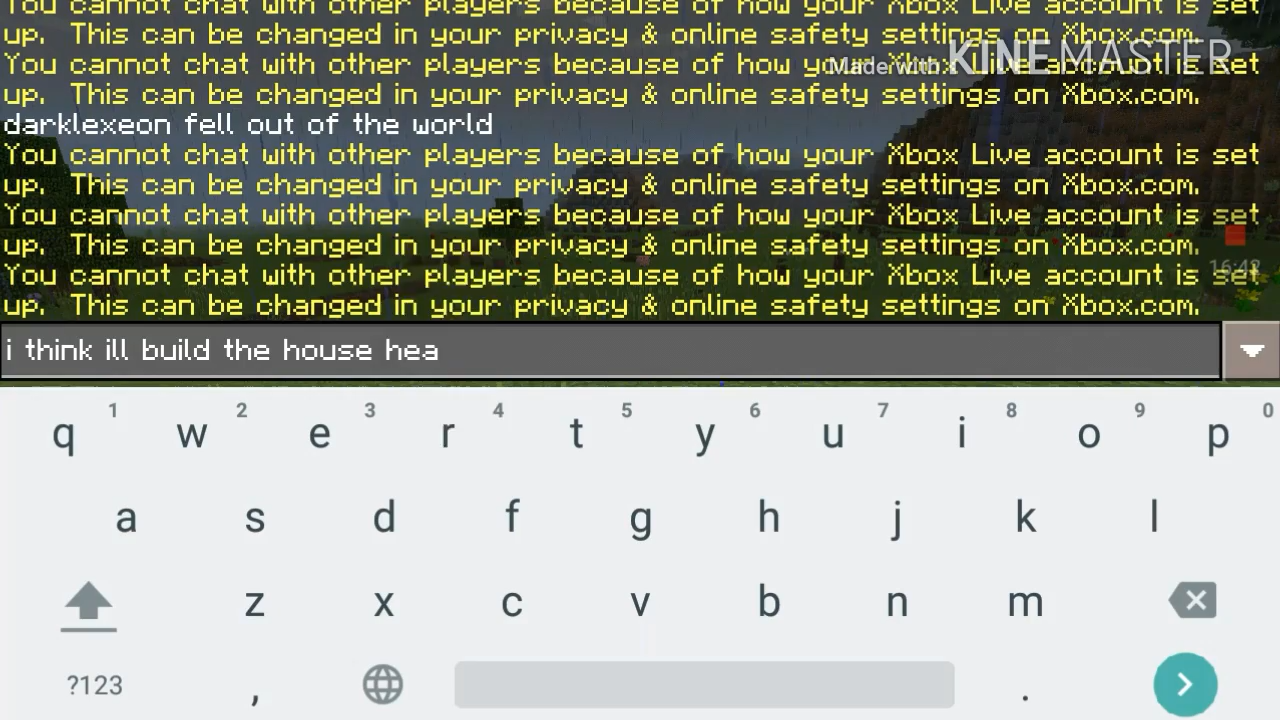 You cannot chat with other players because of how your Xbox Live account is set
up. This can be changed in your privacy & online safety settings on Xbox.com.
You cannot chat with other players because of how your Xbox Live account is set
up. This can be changed in your privacy & online safety settings on Xbox.com.
Made with KINEMASTER
darklexeon fell out of the world
You cannot chat with other players because of how your Xbox Live account is set
up. This can be changed in your privacy & online safety settings on Xbox.com.
You cannot chat with other players because of how your Xbox Live account is set
up. This can be changed in your privacy & online safety settings on Xbox.com.
You cannot chat with other players because of how your Xbox Live account is set
16:42
up. This can be changed in your privacy & online safety settings on Xbox.com.
i think ill build the house hea
1 2 3 4 5 6 7 8 9 0
q w e r t y u i o p
a s d f g h j k l
z x c v b n m
?123 , .